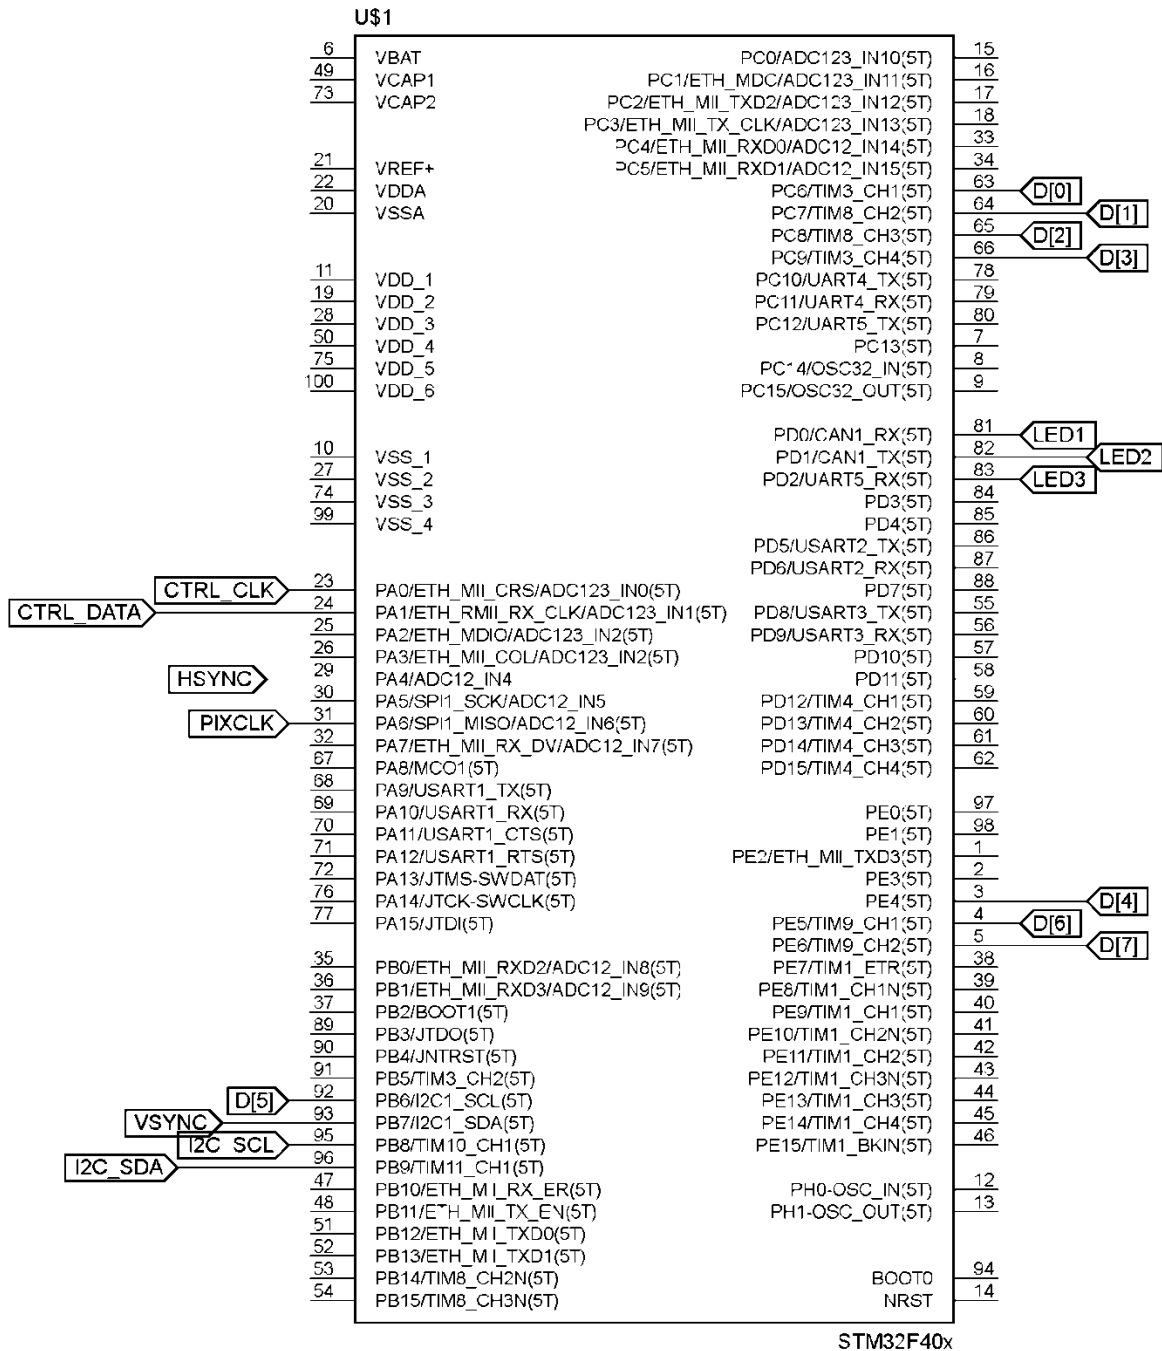 U$1
6 VBAT PC0/ADC123_IN10(5T) 15
49 VCAP1 PC1/ETH_MDC/ADC123_IN11(5T) 16
73 VCAP2 PC2/ETH_MII_TXD2/ADC123_IN12(5T) 17
PC3/ETH_MII_TX_CLK/ADC123_IN13(5T) 18
PC4/ETH_MII_RXD0/ADC12_IN14(5T) 33
21 VREF+ PC5/ETH_MII_RXD1/ADC12_IN15(5T) 34
22 VDDA PC6/TIM3_CH1(5T) 63 D[0]
20 VSSA PC7/TIM8_CH2(5T) 64 D[1]
PC8/TIM8_CH3(5T) 65 D[2]
PC9/TIM3_CH4(5T) 66 D[3]
11 VDD_1 PC10/UART4_TX(5T) 78
19 VDD_2 PC11/UART4_RX(5T) 79
28 VDD_3 PC12/UART5_TX(5T) 80
50 VDD_4 PC13(5T) 7
75 VDD_5 PC14/OSC32_IN(5T) 8
100 VDD_6 PC15/OSC32_OUT(5T) 9
PD0/CAN1_RX(5T) 81 LED1
10 VSS_1 PD1/CAN1_TX(5T) 82 LED2
27 VSS_2 PD2/UART5_RX(5T) 83 LED3
74 VSS_3 PD3(5T) 84
99 VSS_4 PD4(5T) 85
PD5/USART2_TX(5T) 86
PD6/USART2_RX(5T) 87
CTRL_CLK 23 PA0/ETH_MII_CRS/ADC123_IN0(5T) PD7(5T) 88
CTRL_DATA 24 PA1/ETH_RMII_RX_CLK/ADC123_IN1(5T) PD8/USART3_TX(5T) 55
25 PA2/ETH_MDIO/ADC123_IN2(5T) PD9/USART3_RX(5T) 56
26 PA3/ETH_MII_COL/ADC123_IN2(5T) PD10(5T) 57
HSYNC 29 PA4/ADC12_IN4 PD11(5T) 58
30 PA5/SPI1_SCK/ADC12_IN5 PD12/TIM4_CH1(5T) 59
PIXCLK 31 PA6/SPI1_MISO/ADC12_IN6(5T) PD13/TIM4_CH2(5T) 60
32 PA7/ETH_MII_RX_DV/ADC12_IN7(5T) PD14/TIM4_CH3(5T) 61
67 PA8/MCO1(5T) PD15/TIM4_CH4(5T) 62
68 PA9/USART1_TX(5T)
69 PA10/USART1_RX(5T) PE0(5T) 97
70 PA11/USART1_CTS(5T) PE1(5T) 98
71 PA12/USART1_RTS(5T) PE2/ETH_MII_TXD3(5T) 1
72 PA13/JTMS-SWDAT(5T) PE3(5T) 2
76 PA14/JTCK-SWCLK(5T) PE4(5T) 3 D[4]
77 PA15/JTDI(5T) PE5/TIM9_CH1(5T) 4 D[6]
PE6/TIM9_CH2(5T) 5 D[7]
35 PB0/ETH_MII_RXD2/ADC12_IN8(5T) PE7/TIM1_ETR(5T) 38
36 PB1/ETH_MII_RXD3/ADC12_IN9(5T) PE8/TIM1_CH1N(5T) 39
37 PB2/BOOT1(5T) PE9/TIM1_CH1(5T) 40
89 PB3/JTDO(5T) PE10/TIM1_CH2N(5T) 41
90 PB4/JNTRST(5T) PE11/TIM1_CH2(5T) 42
91 PB5/TIM3_CH2(5T) PE12/TIM1_CH3N(5T) 43
D[5] 92 PB6/I2C1_SCL(5T) PE13/TIM1_CH3(5T) 44
VSYNC 93 PB7/I2C1_SDA(5T) PE14/TIM1_CH4(5T) 45
I2C_SCL 95 PB8/TIM10_CH1(5T) PE15/TIM1_BKIN(5T) 46
I2C_SDA 96 PB9/TIM11_CH1(5T)
47 PB10/ETH_MII_RX_ER(5T) PH0-OSC_IN(5T) 12
48 PB11/ETH_MII_TX_EN(5T) PH1-OSC_OUT(5T) 13
51 PB12/ETH_MII_TXD0(5T)
52 PB13/ETH_MII_TXD1(5T)
53 PB14/TIM8_CH2N(5T) BOOT0 94
54 PB15/TIM8_CH3N(5T) NRST 14
STM32F40x